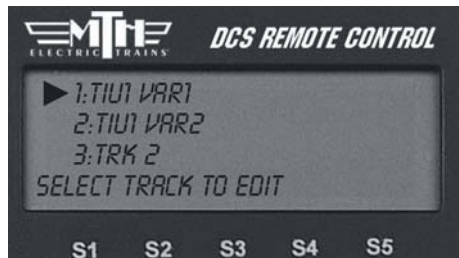 MTH
ELECTRIC TRAINS
DCS REMOTE CONTROL
1:TIU1 VAR1
2:TIU1 VAR2
3:TRK 2
SELECT TRACK TO EDIT
S1 S2 S3 S4 S5